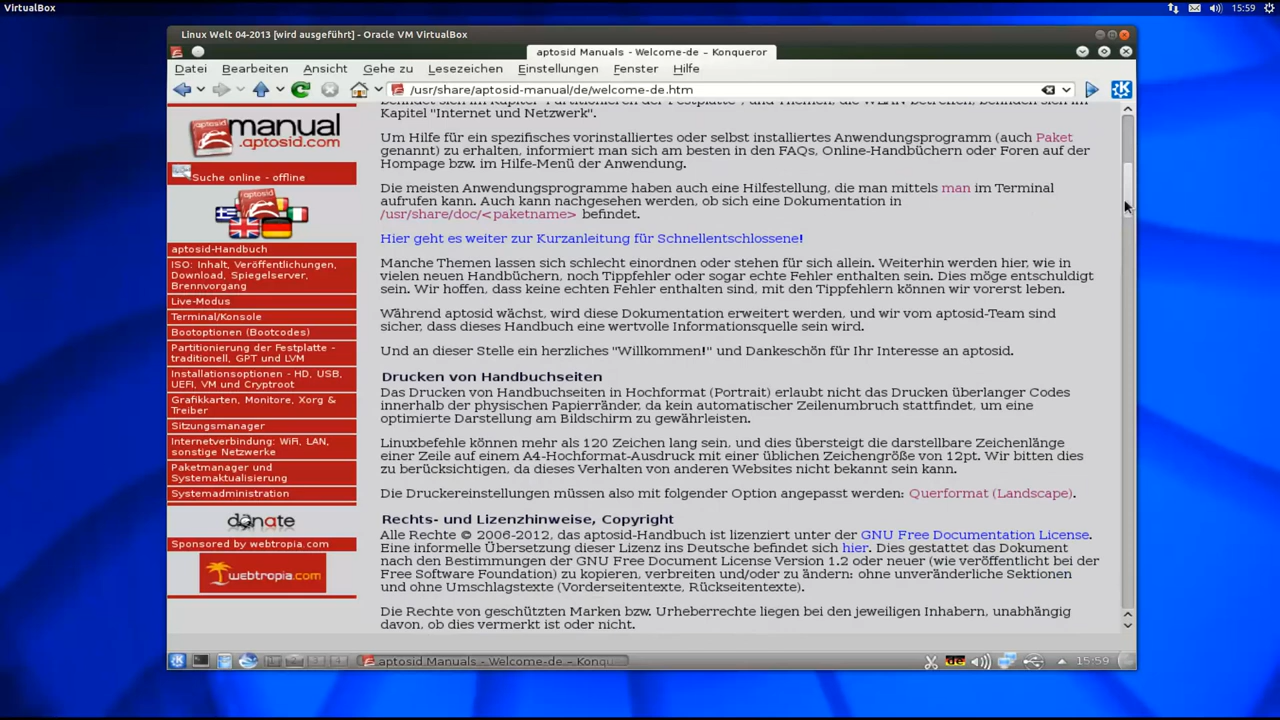 VirtualBox
15:59
Linux Welt 04-2013 [wird ausgeführt] - Oracle VM VirtualBox
aptosid Manuals - Welcome-de – Konqueror
Datei Bearbeiten Ansicht Gehe zu Lesezeichen Einstellungen Fenster Hilfe
/usr/share/aptosid-manual/de/welcome-de.htm
manual
.aptosid.com
Suche online - offline
aptosid-Handbuch
ISO: Inhalt, Veröffentlichungen,
Download, Spiegelserver,
Brennvorgang
Live-Modus
Terminal/Konsole
Bootoptionen (Bootcodes)
Partitionierung der Festplatte -
traditionell, GPT und LVM
Installationsoptionen - HD, USB,
UEFI, VM und Cryptroot
Grafikkarten, Monitore, Xorg &
Treiber
Sitzungsmanager
Internetverbindung: WiFi, LAN,
sonstige Netzwerke
Paketmanager und
Systemaktualisierung
Systemadministration
donate
Sponsored by webtropia.com
webtropia.com
befindet sich im Kapitel "Partitionieren der Festplatte", und Themen, die WLAN betreffen, befinden sich im
Kapitel "Internet und Netzwerk".
Um Hilfe für ein spezifisches vorinstalliertes oder selbst installiertes Anwendungsprogramm (auch Paket
genannt) zu erhalten, informiert man sich am besten in den FAQs, Online-Handbüchern oder Foren auf der
Hompage bzw. im Hilfe-Menü der Anwendung.
Die meisten Anwendungsprogramme haben auch eine Hilfestellung, die man mittels man im Terminal
aufrufen kann. Auch kann nachgesehen werden, ob sich eine Dokumentation in
/usr/share/doc/<paketname> befindet.
Hier geht es weiter zur Kurzanleitung für Schnellentschlossene!
Manche Themen lassen sich schlecht einordnen oder stehen für sich allein. Weiterhin werden hier, wie in
vielen neuen Handbüchern, noch Tippfehler oder sogar echte Fehler enthalten sein. Dies möge entschuldigt
sein. Wir hoffen, dass keine echten Fehler enthalten sind, mit den Tippfehlern können wir vorerst leben.
Während aptosid wächst, wird diese Dokumentation erweitert werden, und wir vom aptosid-Team sind
sicher, dass dieses Handbuch eine wertvolle Informationsquelle sein wird.
Und an dieser Stelle ein herzliches "Willkommen!" und Dankeschön für Ihr Interesse an aptosid.
Drucken von Handbuchseiten
Das Drucken von Handbuchseiten in Hochformat (Portrait) erlaubt nicht das Drucken überlanger Codes
innerhalb der physischen Papierränder, da kein automatischer Zeilenumbruch stattfindet, um eine
optimierte Darstellung am Bildschirm zu gewährleisten.
Linuxbefehle können mehr als 120 Zeichen lang sein, und dies übersteigt die darstellbare Zeichenlänge
einer Zeile auf einem A4-Hochformat-Ausdruck mit einer üblichen Zeichengröße von 12pt. Wir bitten dies
zu berücksichtigen, da dieses Verhalten von anderen Websites nicht bekannt sein kann.
Die Druckereinstellungen müssen also mit folgender Option angepasst werden: Querformat (Landscape).
Rechts- und Lizenzhinweise, Copyright
Alle Rechte © 2006-2012, das aptosid-Handbuch ist lizenziert unter der GNU Free Documentation License.
Eine informelle Übersetzung dieser Lizenz ins Deutsche befindet sich hier. Dies gestattet das Dokument
nach den Bestimmungen der GNU Free Document License Version 1.2 oder neuer (wie veröffentlicht bei der
Free Software Foundation) zu kopieren, verbreiten und/oder zu ändern: ohne unveränderliche Sektionen
und ohne Umschlagstexte (Vorderseitentexte, Rückseitentexte).
Die Rechte von geschützten Marken bzw. Urheberrechte liegen bei den jeweiligen Inhabern, unabhängig
davon, ob dies vermerkt ist oder nicht.
aptosid Manuals - Welcome-de – Konqu
de
15:59